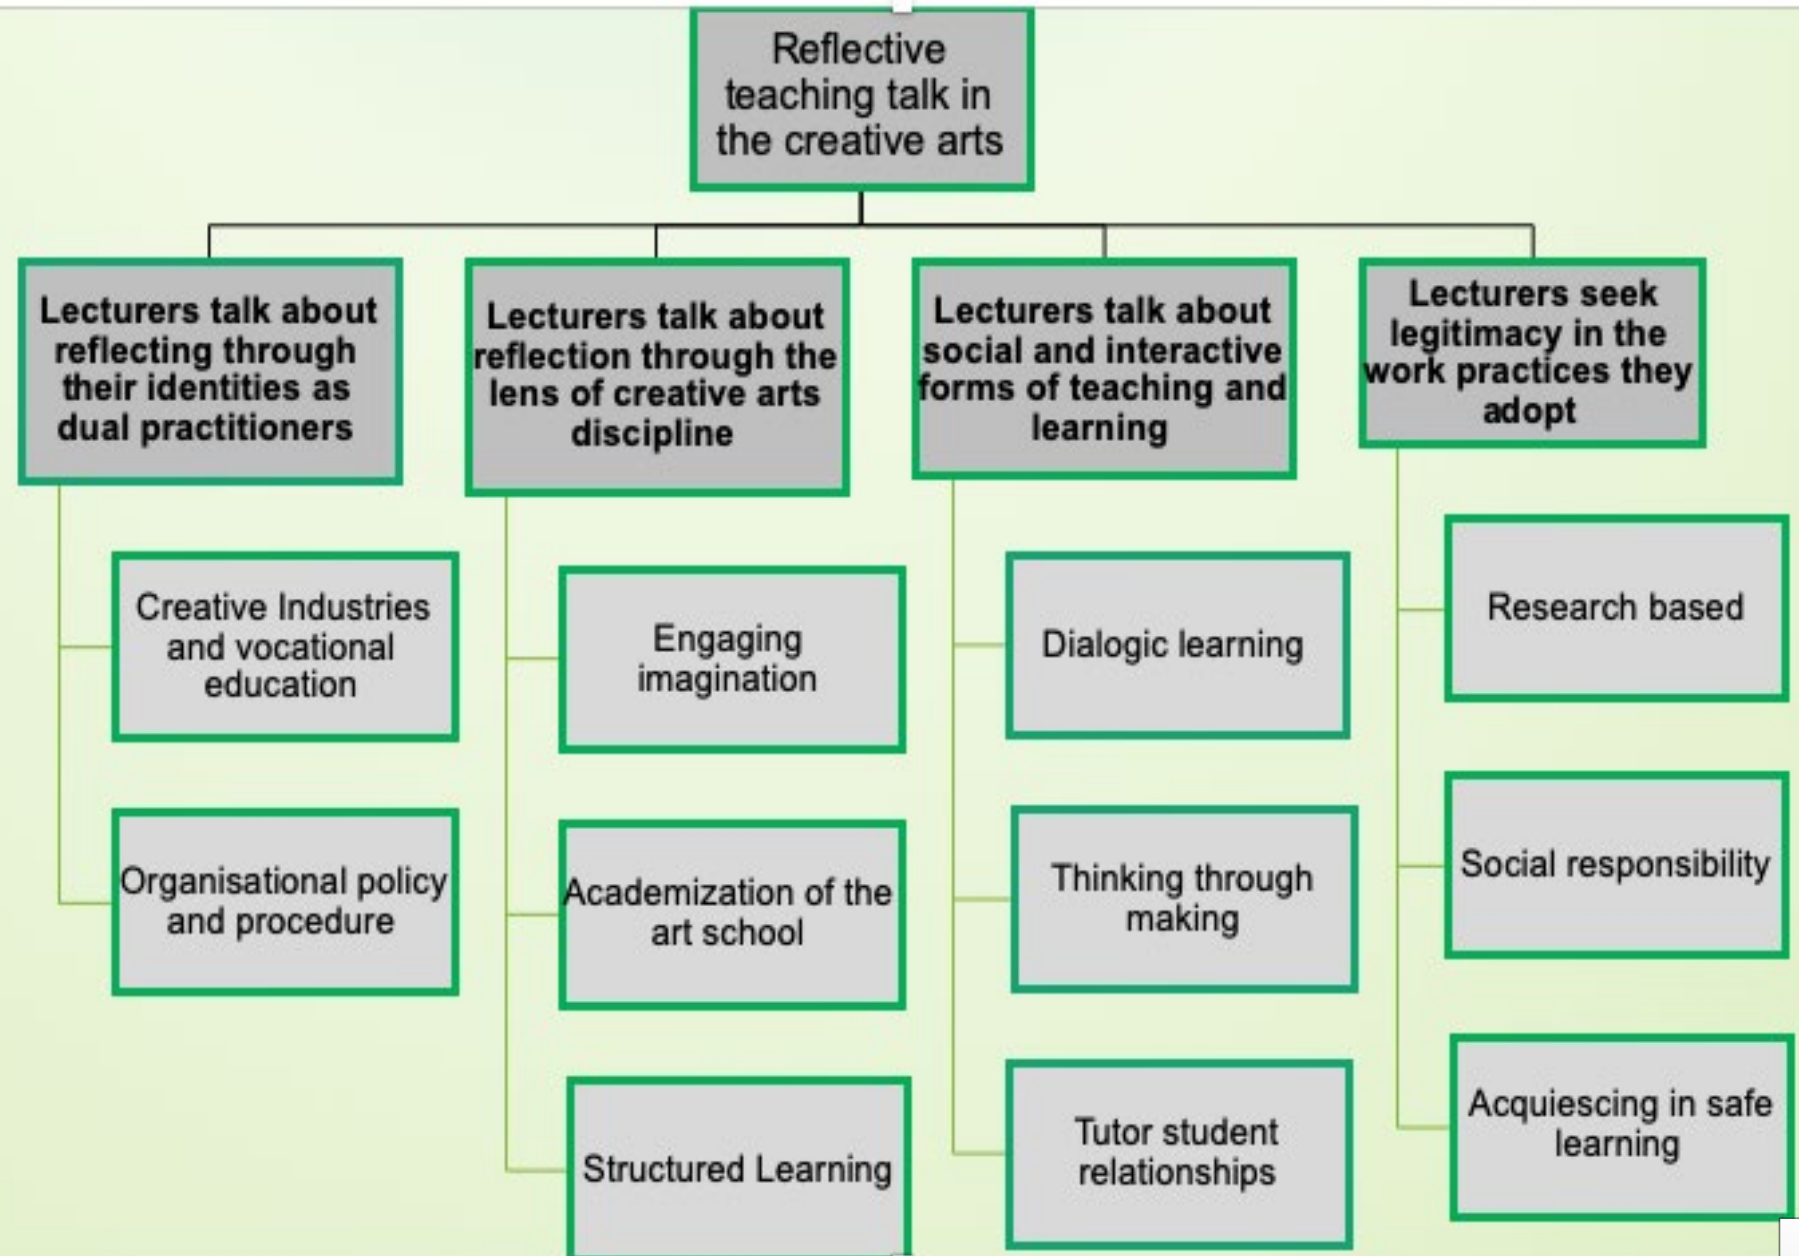 Reflective
teaching talk in
the creative arts
Lecturers talk about
reflecting through
their identities as
dual practitioners
Creative Industries
and vocational
education
Organisational policy
and procedure
Lecturers talk about
reflection through the
lens of creative arts
discipline
Engaging
imagination
Academization of the
art school
Structured Learning
Lecturers talk about
social and interactive
forms of teaching and
learning
Dialogic learning
Thinking through
making
Tutor student
relationships
Lecturers seek
legitimacy in the
work practices they
adopt
Research based
Social responsibility
Acquiescing in safe
learning